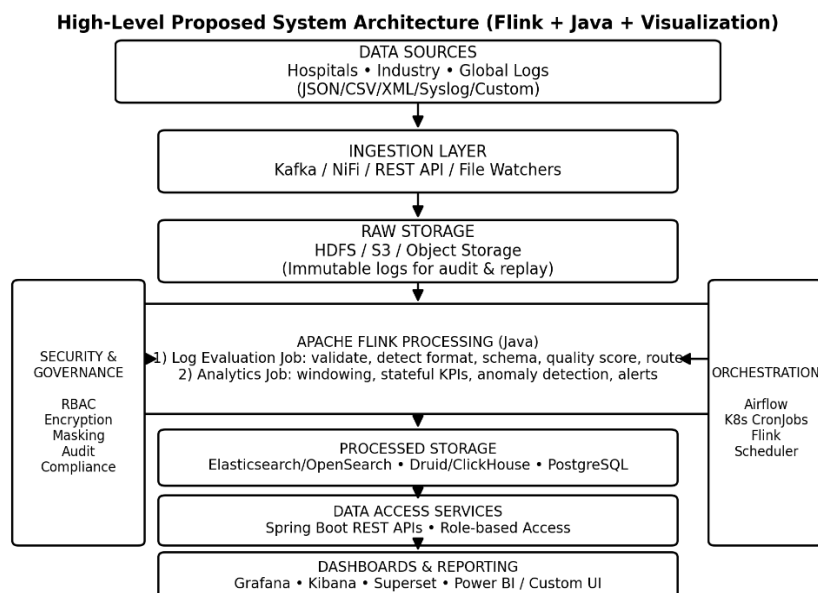 High-Level Proposed System Architecture (Flink + Java + Visualization)
DATA SOURCES
Hospitals • Industry • Global Logs
(JSON/CSV/XML/Syslog/Custom)
INGESTION LAYER
Kafka / NiFi / REST API / File Watchers
RAW STORAGE
HDFS / S3 / Object Storage
(Immutable logs for audit & replay)
SECURITY &
GOVERNANCE
RBAC
Encryption
Masking
Audit
Compliance
APACHE FLINK PROCESSING (Java)
1) Log Evaluation Job: validate, detect format, schema, quality score, route
2) Analytics Job: windowing, stateful KPIs, anomaly detection, alerts
ORCHESTRATION
Airflow
K8s CronJobs
Flink
Scheduler
PROCESSED STORAGE
Elasticsearch/OpenSearch • Druid/ClickHouse • PostgreSQL
DATA ACCESS SERVICES
Spring Boot REST APIs • Role-based Access
DASHBOARDS & REPORTING
Grafana • Kibana • Superset • Power BI / Custom UI